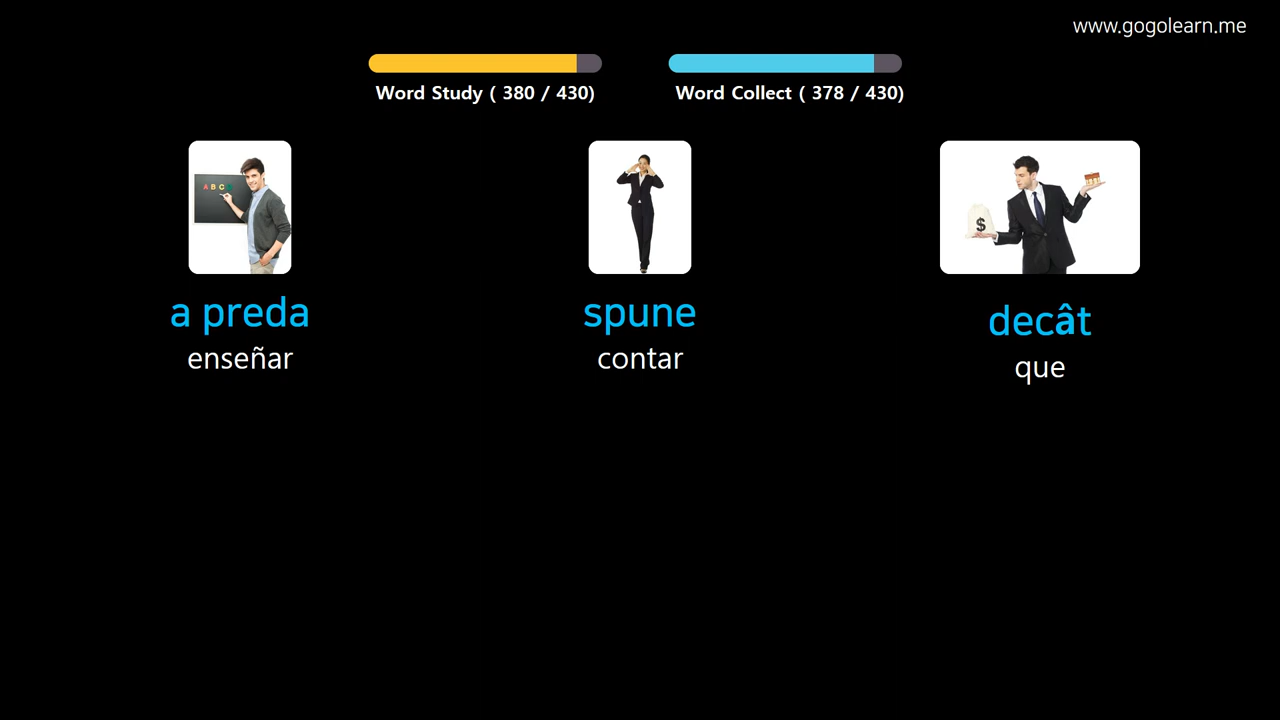 www.gogolearn.me
Word Study ( 380 / 430)
Word Collect ( 378 / 430)
A B C
$
a preda
enseñar
spune
contar
decât
que